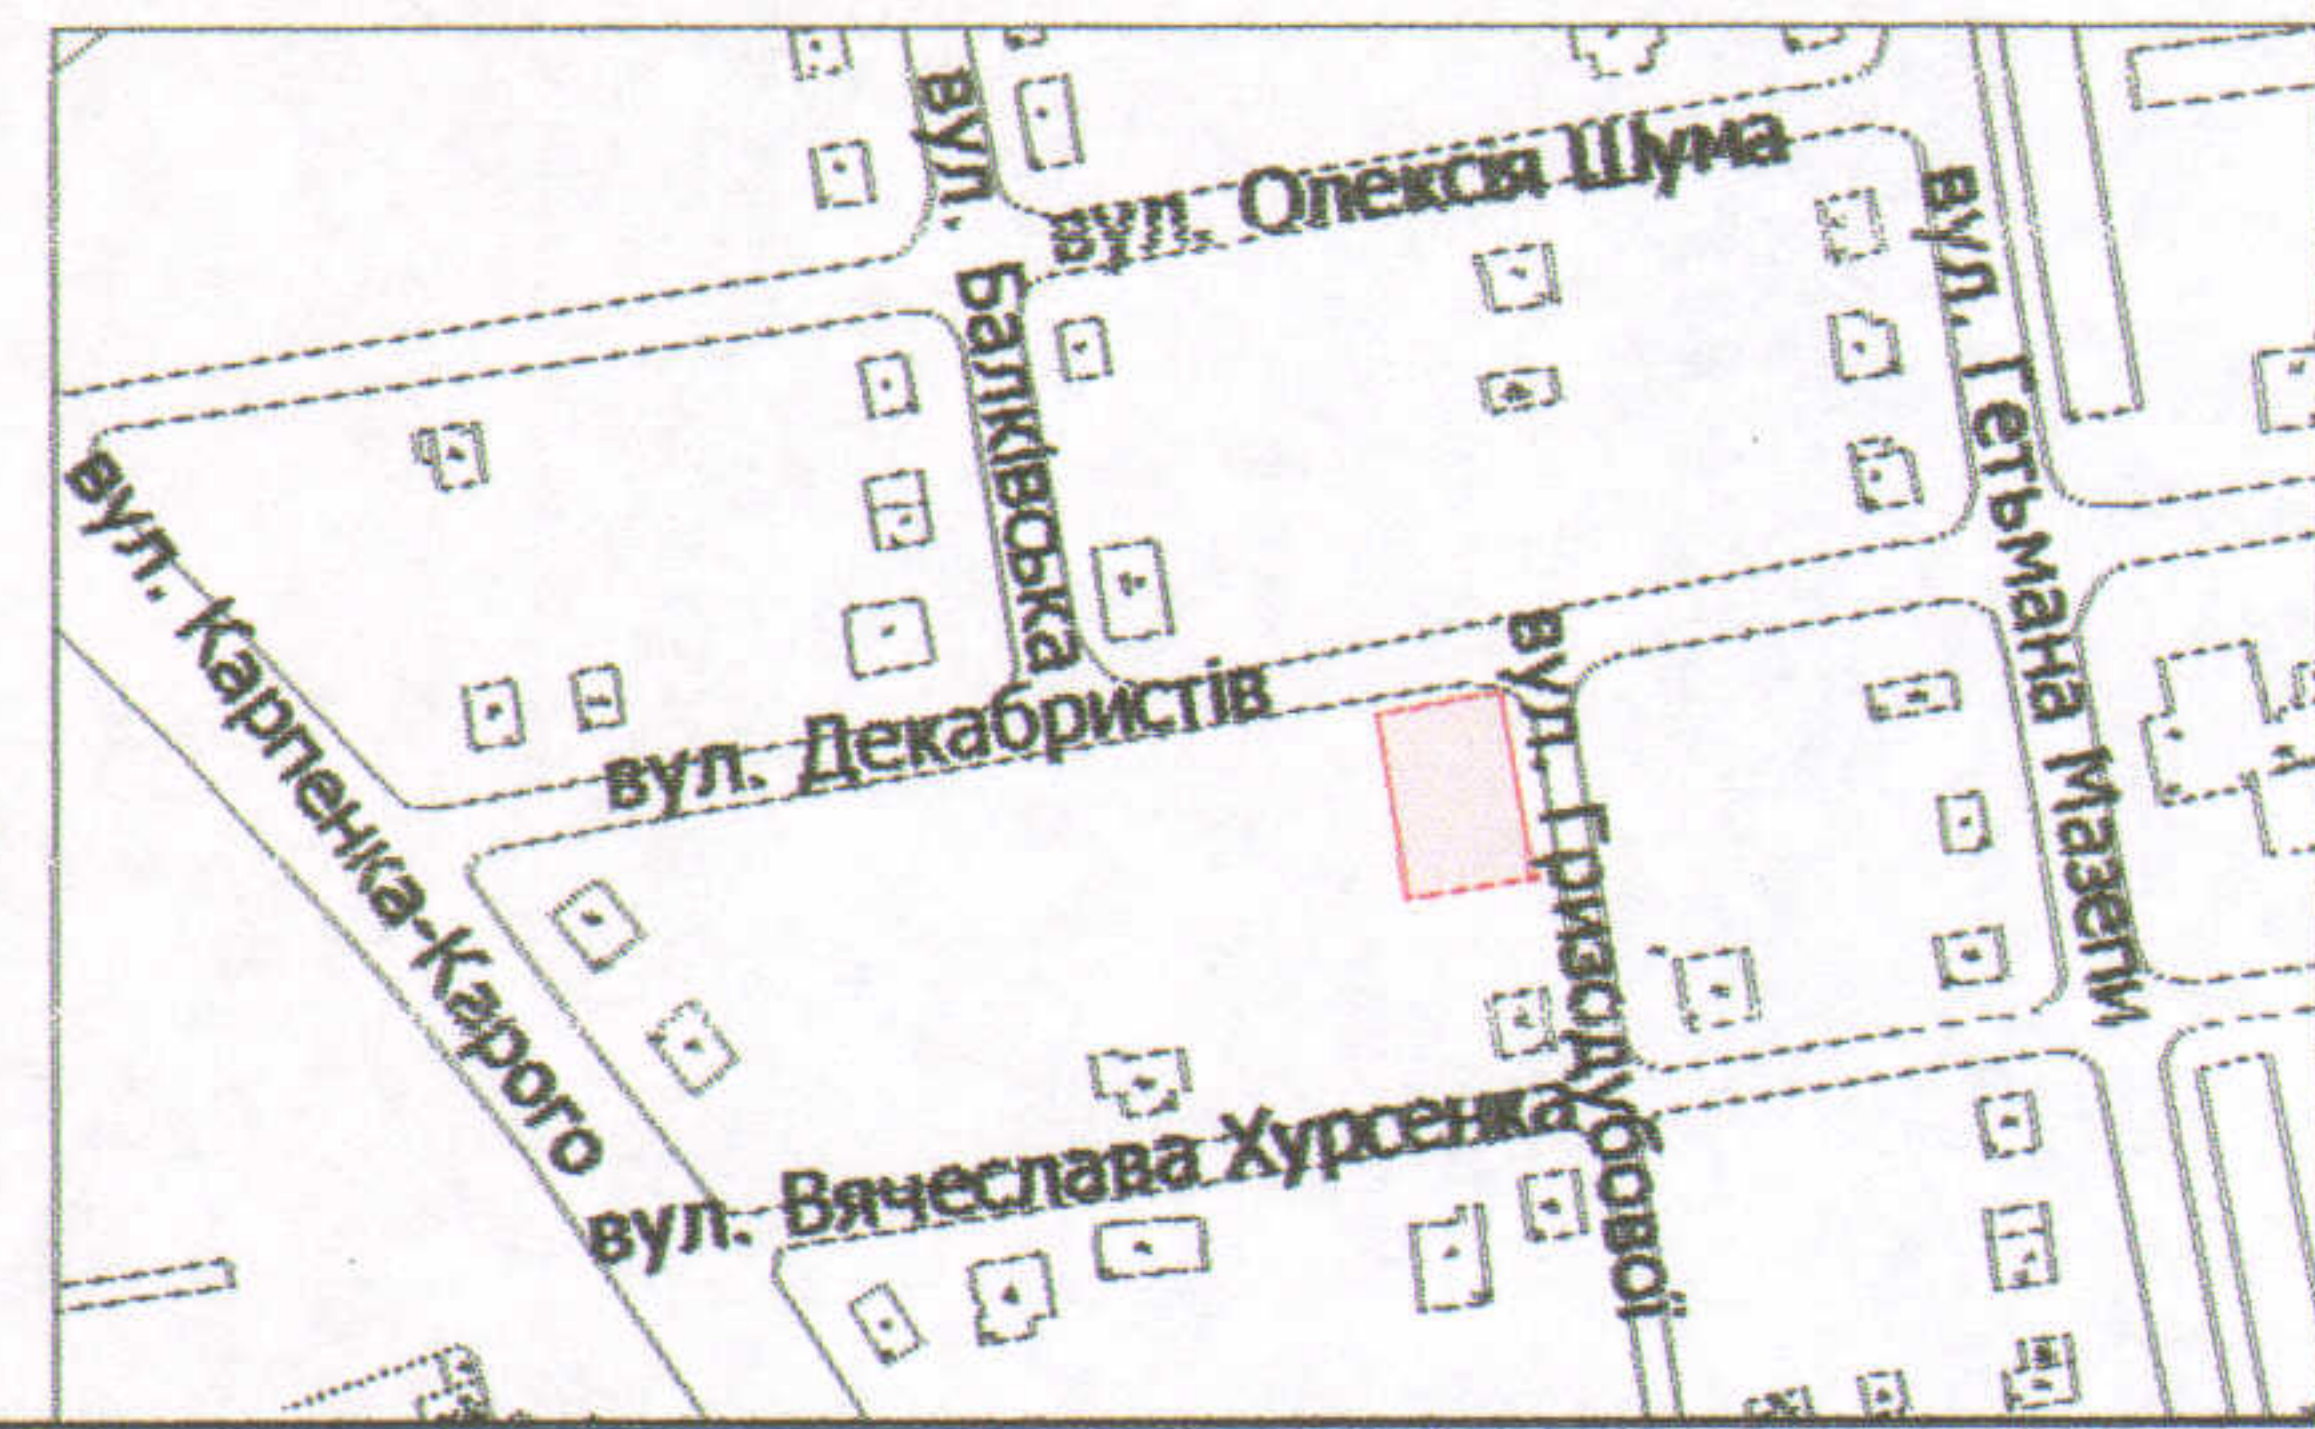 вул. Балківська
вул. Олексія Шума
вул. Гетьмана Мазепи
вул. Карпенка-Карого
вул. Декабристів
вул. Гризодубової
вул. Вячеслава Хурсенка